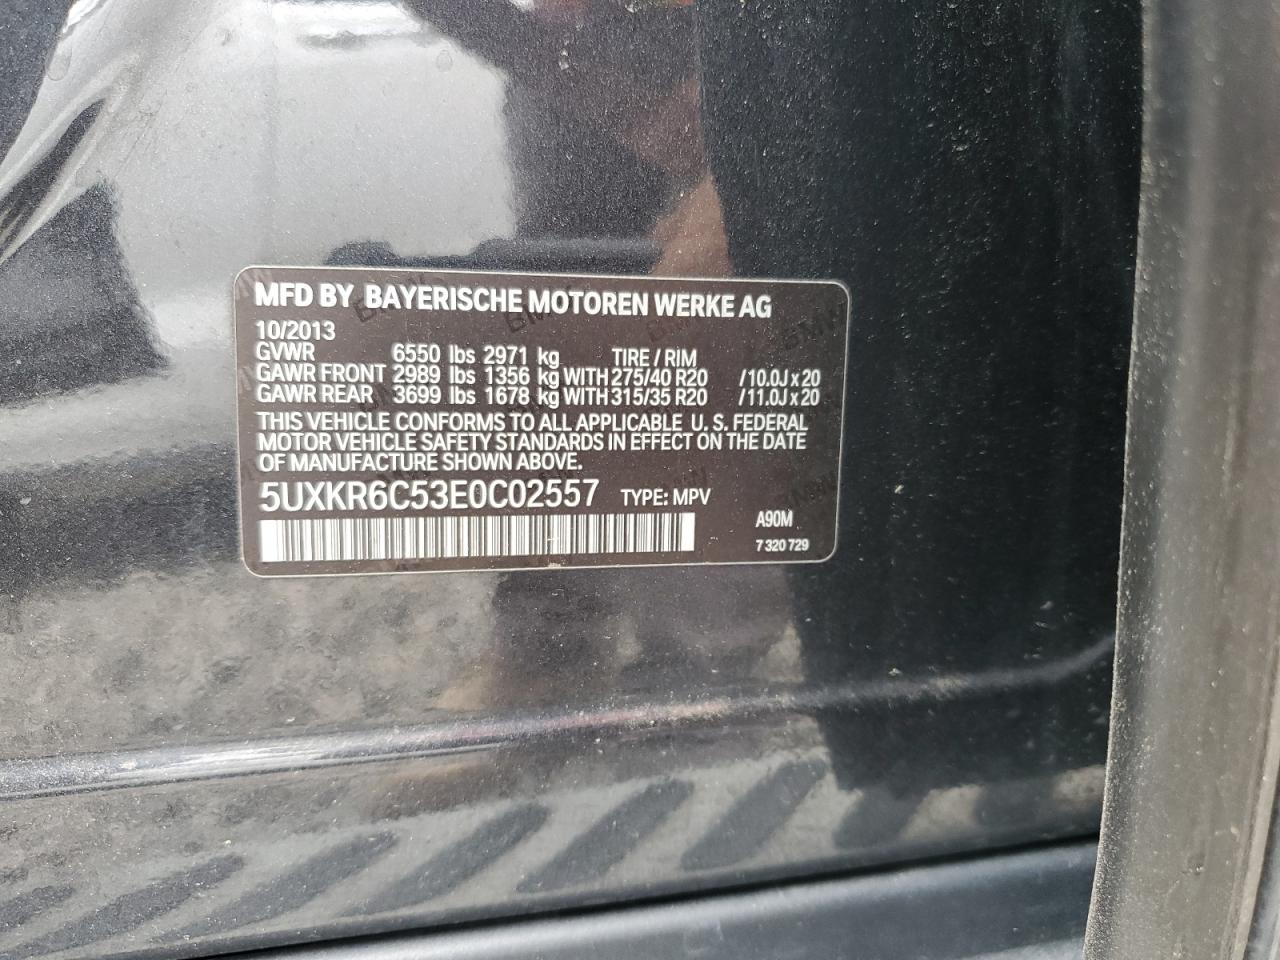 MFD BY BAYERISCHE MOTOREN WERKE AG
10/2013
GVWR 6550 lbs 2971 kg TIRE / RIM
GAWR FRONT 2989 lbs 1356 kg WITH 275/40 R20 /10.0J x 20
GAWR REAR 3699 lbs 1678 kg WITH 315/35 R20 /11.0J x 20
THIS VEHICLE CONFORMS TO ALL APPLICABLE U. S. FEDERAL
MOTOR VEHICLE SAFETY STANDARDS IN EFFECT ON THE DATE
OF MANUFACTURE SHOWN ABOVE.
5UXKR6C53E0C02557 TYPE: MPV
A90M
7 320 729